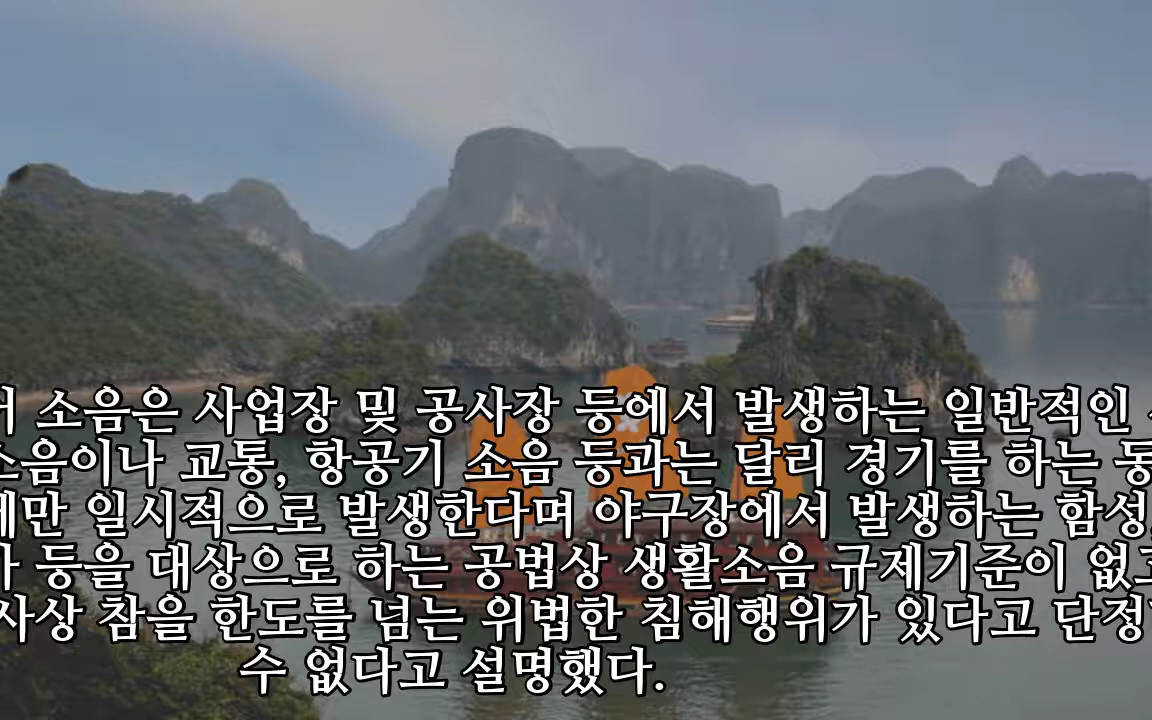 소음은 사업장 및 공사장 등에서 발생하는 일반적인
소음이나 교통, 항공기 소음 등과는 달리 경기를 하는
일시적으로 발생한다며 야구장에서 발생하는 함성,
등을 대상으로 하는 공법상 생활소음 규제기준이 없고
참을 한도를 넘는 위법한 침해행위가 있다고
수 없다고 설명했다.